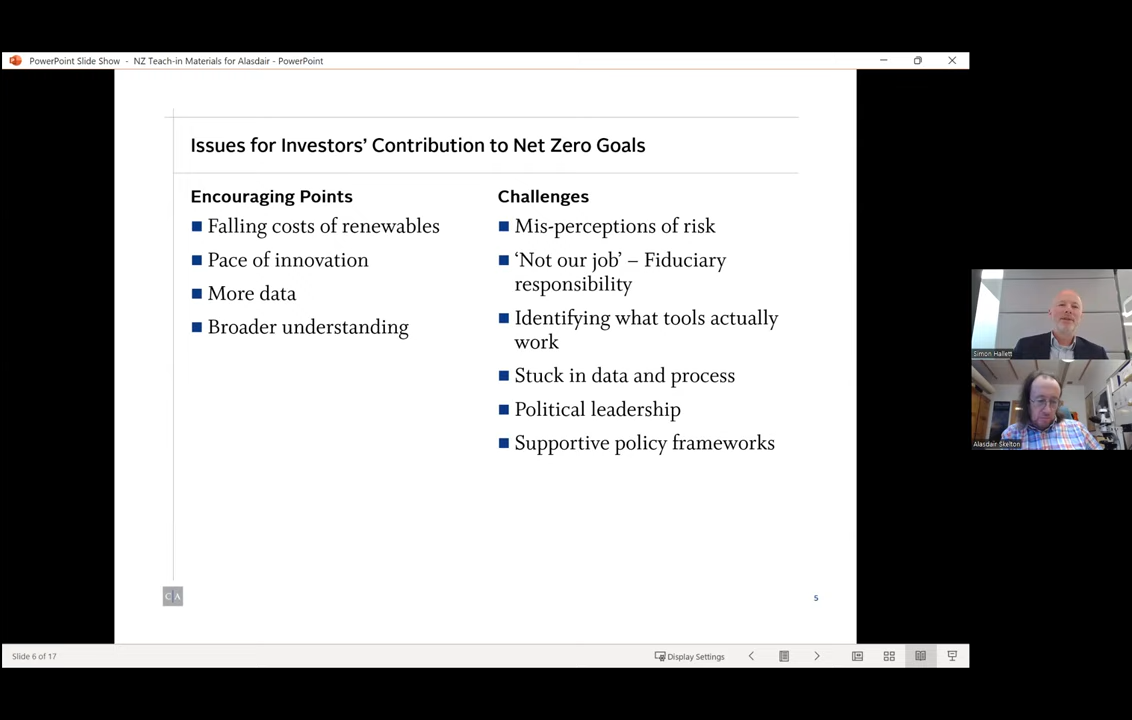 PowerPoint Slide Show - NZ Teach-in Materials for Alasdair - PowerPoint
Issues for Investors’ Contribution to Net Zero Goals
Encouraging Points
Falling costs of renewables
Pace of innovation
More data
Broader understanding
Challenges
Mis-perceptions of risk
‘Not our job’ – Fiduciary
responsibility
Identifying what tools actually
work
Stuck in data and process
Political leadership
Supportive policy frameworks
C A
5
Simon Hallett
Alasdair Skelton
Slide 6 of 17
Display Settings